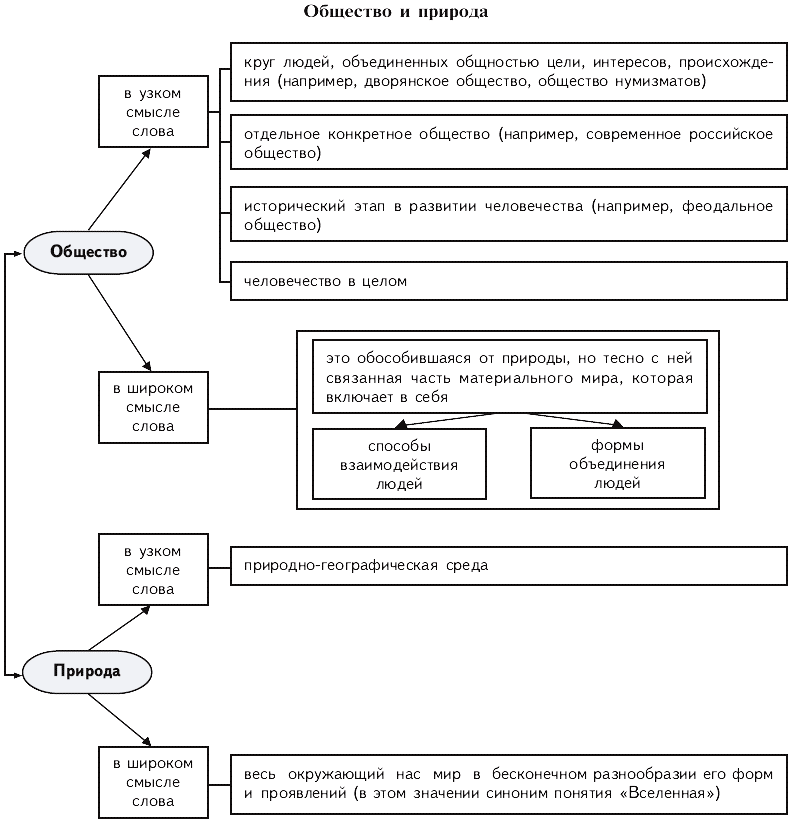 Общество и природа
круг людей, объединенных общностью цели, интересов, происхожде-
ния (например, дворянское общество, общество нумизматов)
в узком
смысле
слова
отдельное конкретное общество (например, современное российское
общество)
исторический этап в развитии человечества (например, феодальное
общество)
Общество
человечество в целом
это обособившаяся от природы, но тесно с ней
связанная часть материального мира, которая
включает в себя
в широком
смысле
слова
способы
взаимодействия
людей
формы
объединения
людей
в узком
смысле
слова
природно-географическая среда
Природа
в широком
смысле
слова
весь окружающий нас мир в бесконечном разнообразии его форм
и проявлений (в этом значении синоним понятия «Вселенная»)